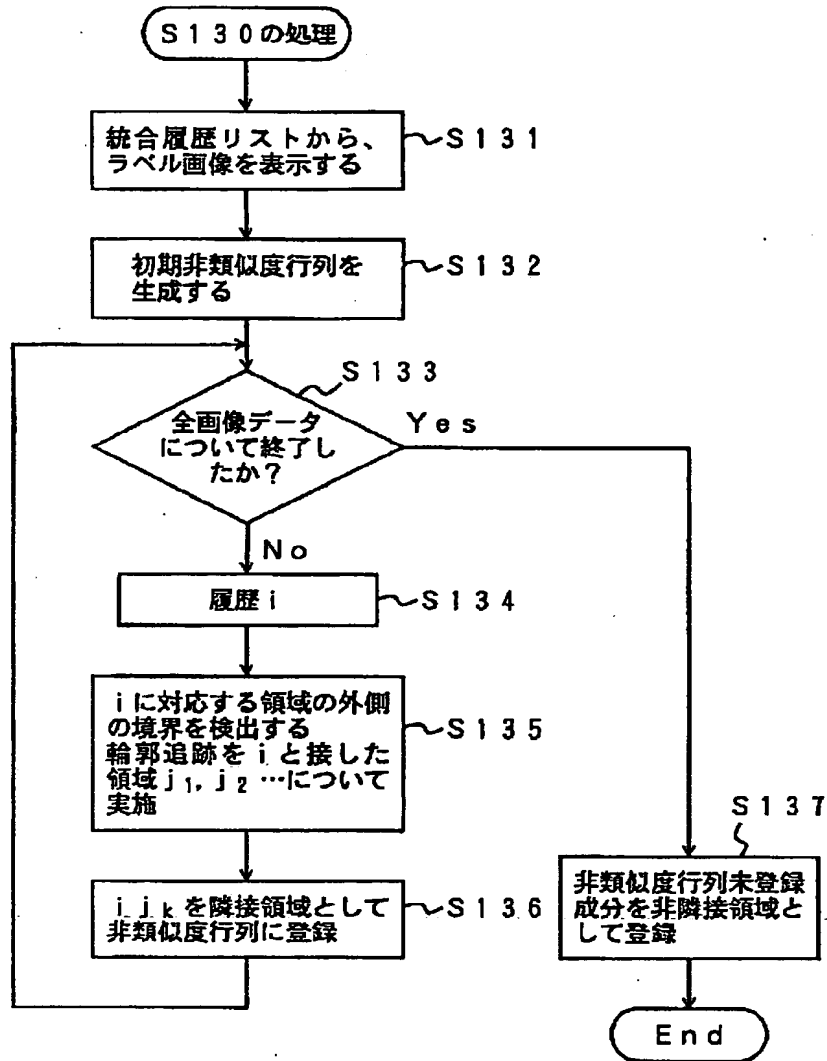 S130の処理
統合履歴リストから、
ラベル画像を表示する
S131
初期非類似度行列を
生成する
S132
S133
全画像データ
について終了し
たか?
Yes
No
履歴i
S134
iに対応する領域の外側
の境界を検出する
輪郭追跡をiと接した
領域j1, j2 …について
実施
S135
i jkを隣接領域として
非類似度行列に登録
S136
S137
非類似度行列未登録
成分を非隣接領域と
して登録
End